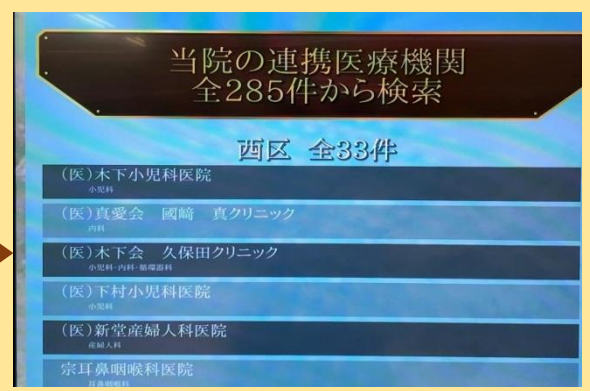 当院の連携医療機関
全285件から検索
西区 全33件
(医)木下小児科医院
小児科
(医)真愛会 國崎 真クリニック
内科
(医)木下会 久保田クリニック
小児科・内科・循環器科
(医)下村小児科医院
小児科
(医)新堂産婦人科医院
産婦人科
宗耳鼻咽喉科医院
耳鼻咽喉科